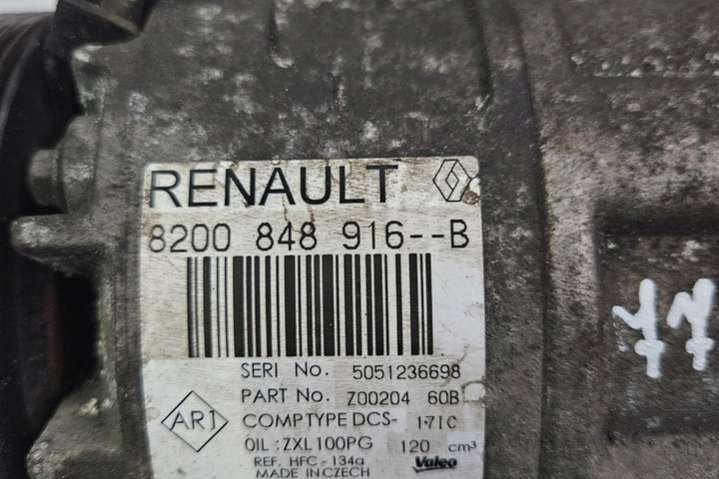 RENAULT
8200 848 916--B
SERI No. 5051236698
PART No. Z00204 60B
AR1 COMPTYPE DCS-171C
OIL :ZXL100PG 120 cm³
REF. HFC-134a
MADE IN CZECH Valeo
77